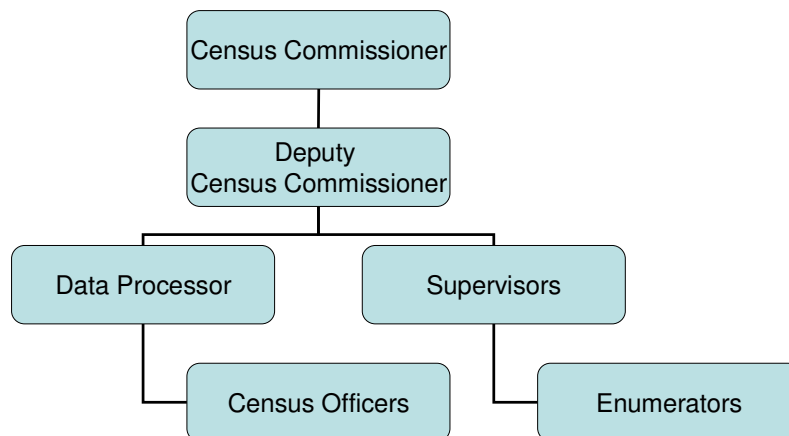 Census Commissioner
Deputy
Census Commissioner
Data Processor
Supervisors
Census Officers
Enumerators